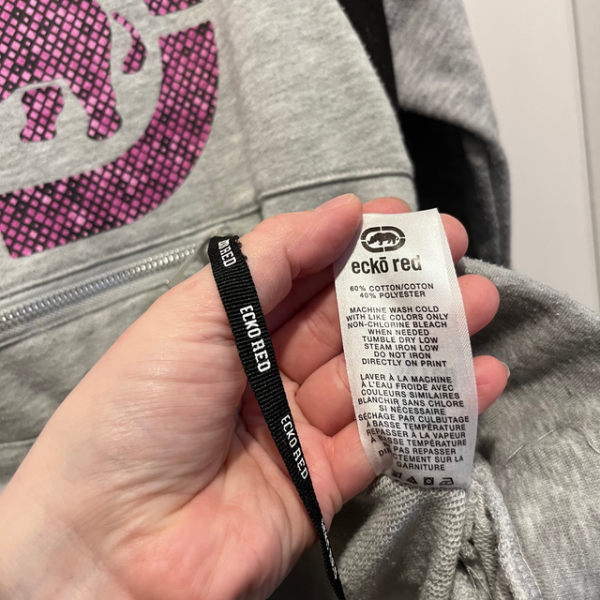 RED
ECKO RED
ECKO RED
eckō red
60% COTTON/COTON
40% POLYESTER
MACHINE WASH COLD
WITH LIKE COLORS ONLY
NON-CHLORINE BLEACH
WHEN NEEDED
TUMBLE DRY LOW
STEAM IRON LOW
DO NOT IRON
DIRECTLY ON PRINT
LAVER À LA MACHINE
À L'EAU FROIDE AVEC
COULEURS SIMILAIRES
BLANCHIR SANS CHLORE
SI NÉCESSAIRE
SÉCHAGE PAR CULBUTAGE
À BASSE TEMPÉRATURE
REPASSER À LA VAPEUR
À BASSE TEMPÉRATURE
PAS REPASSER
SUR LA
GARNITURE